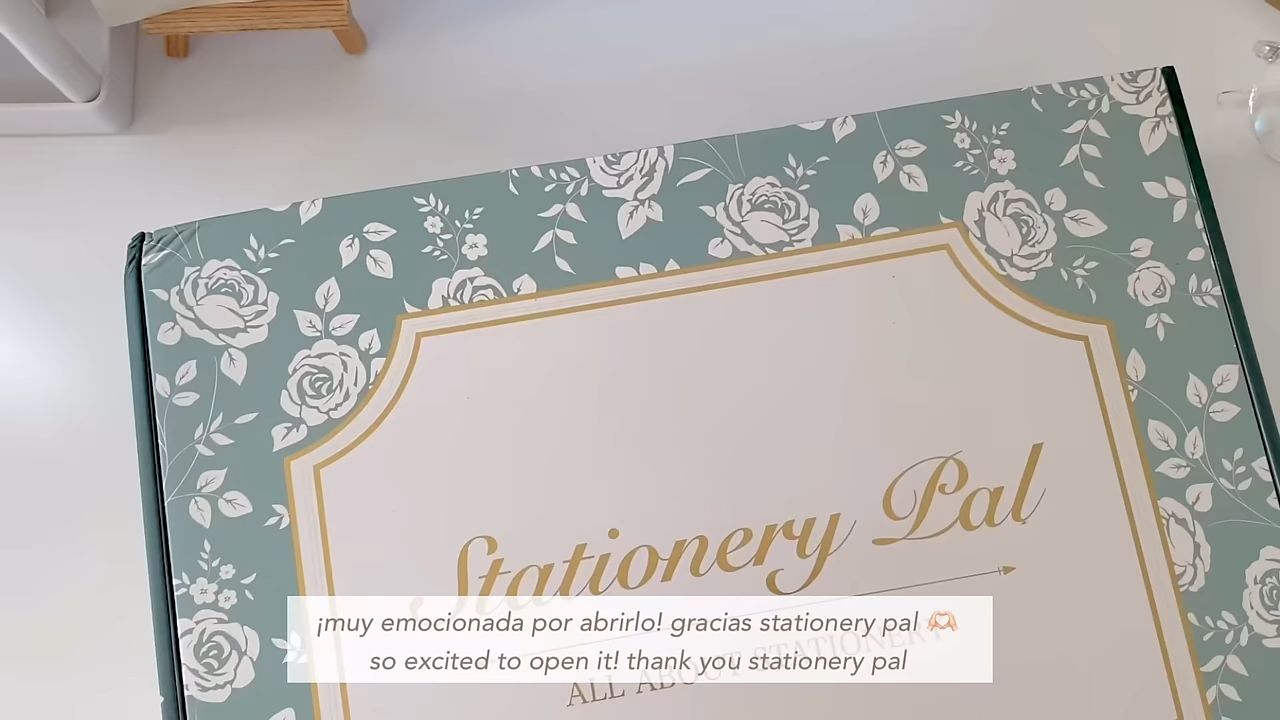 Stationery Pal
¡muy emocionada por abrirlo! gracias stationery pal 🫶🏻
so excited to open it! thank you stationery pal
ALL ABOUT STATIONERY